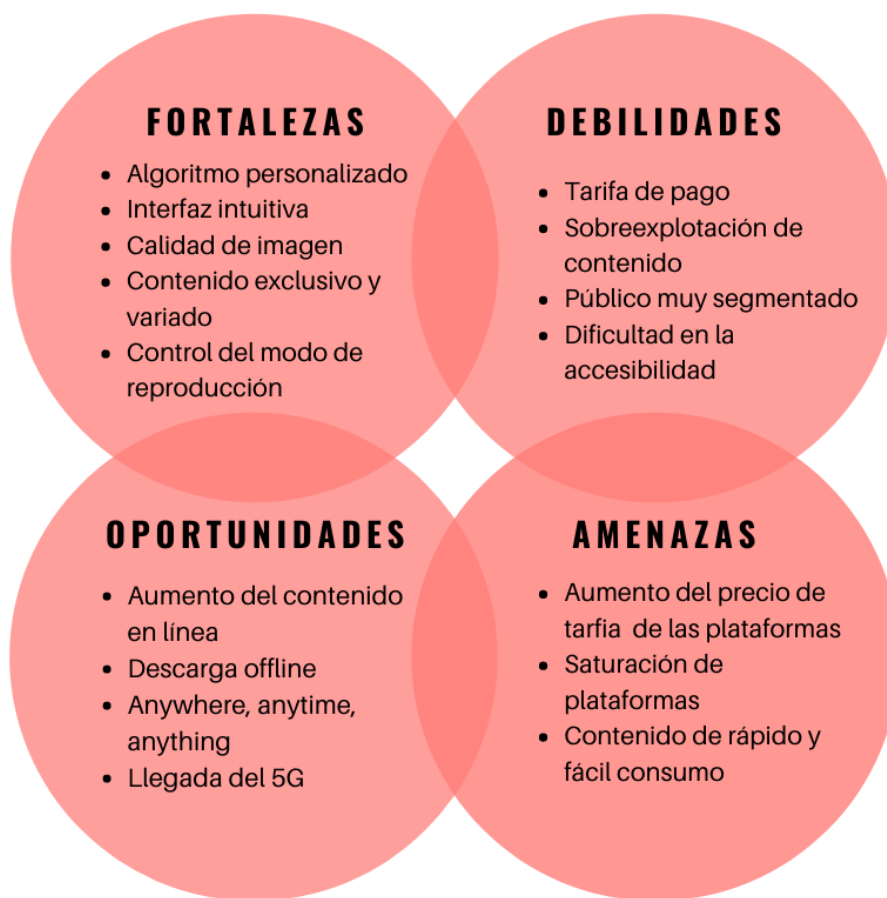 FORTALEZAS
• Algoritmo personalizado
• Interfaz intuitiva
• Calidad de imagen
• Contenido exclusivo y
variado
• Control del modo de
reproducción
DEBILIDADES
• Tarifa de pago
• Sobreexplotación de
contenido
• Público muy segmentado
• Dificultad en la
accesibilidad
OPORTUNIDADES
• Aumento del contenido
en línea
• Descarga offline
• Anywhere, anytime,
anything
• Llegada del 5G
AMENAZAS
• Aumento del precio de
tarfia de las plataformas
• Saturación de
plataformas
• Contenido de rápido y
fácil consumo